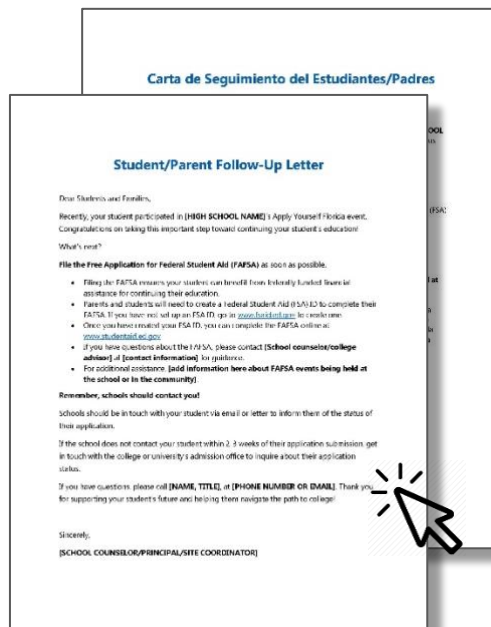 Carta de Seguimiento del Estudiantes/Padres
Student/Parent Follow-Up Letter
Dear Students and Families,
Recently, your student participated in [HIGH SCHOOL NAME]'s Apply Yourself Florida event.
Congratulations on taking this important step toward continuing your student's education!
What's next?
File the Free Application for Federal Student Aid (FAFSA) as soon as possible.
• Filing the FAFSA ensures your student can benefit from federally funded financial
assistance for continuing their education.
• Parents and students will need to create a Federal Student Aid (FSA) ID to complete their
FAFSA. If you have not set up an FSA ID, go to www.fsaid.ed.gov to create one.
• Once you have created your FSA ID, you can complete the FAFSA online at
www.studentaid.ed.gov
• If you have questions about the FAFSA, please contact [School counselor/college
advisor] at [contact information] for guidance.
• For additional assistance, [add information here about FAFSA events being held at
the school or in the community]
Remember, schools should contact you!
Schools should be in touch with your student via email or letter to inform them of the status of
their application.
If the school does not contact your student within 2-3 weeks of their application submission, get
in touch with the college or university's admission office to inquire about their application
status.
If you have questions, please call [NAME, TITLE], at [PHONE NUMBER OR EMAIL]. Thank you
for supporting your student's future and helping them navigate the path to college!
Sincerely,
[SCHOOL COUNSELOR/PRINCIPAL/SITE COORDINATOR]
(FSA)